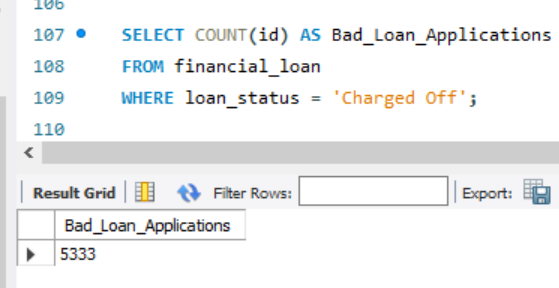 106
107 SELECT COUNT(id) AS Bad_Loan_Applications
108 FROM financial_loan
109 WHERE loan_status = 'Charged Off';
110
Result Grid Filter Rows: Export:
Bad_Loan_Applications
5333